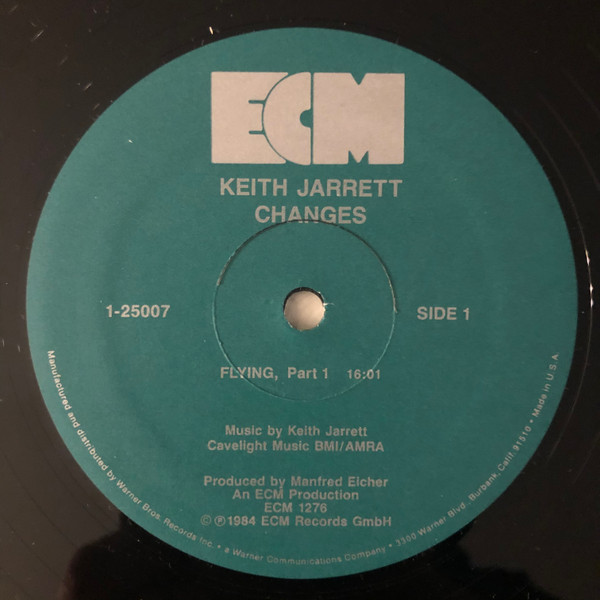 ECM
KEITH JARRETT
CHANGES
1-25007
SIDE 1
FLYING, Part 1 16:01
Music by Keith Jarrett
Cavelight Music BMI/AMRA
Produced by Manfred Eicher
An ECM Production
ECM 1276
© ℗ 1984 ECM Records GmbH
Manufactured and distributed by Warner Bros. Records Inc. • a Warner Communications Company • 3300 Warner Blvd., Burbank, Calif. 91510 • Made in U.S.A.